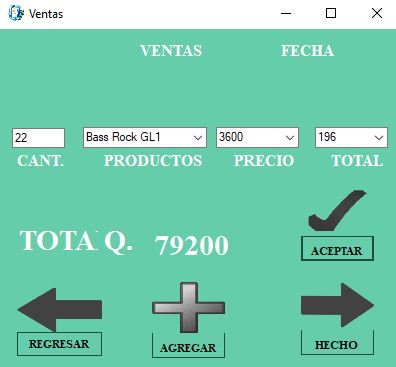 Ventas
VENTAS FECHA
22 Bass Rock GL1 3600 196
CANT. PRODUCTOS PRECIO TOTAL
TOTA Q. 79200
ACEPTAR
REGRESAR AGREGAR HECHO